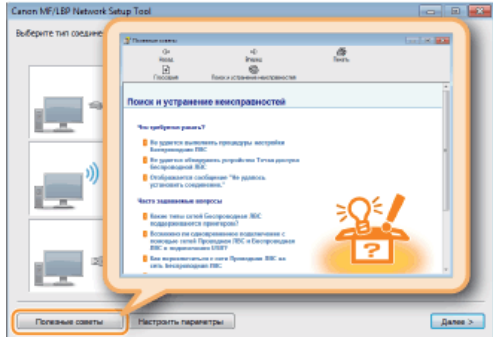 Canon MF/LBP Network Setup Tool
Выберите тип соедине
Полезные советы
Назад
Вперед
Печать
Глоссарий
Поиск и устранение неисправностей
Поиск и устранение неисправностей
Что требуется узнать?
Не удается выполнить процедуры настройки
Беспроводная ЛВС
Не удается обнаружить устройство Точка доступа
Беспроводной ЛВС
Отображается сообщение "Не удалось
установить соединение."
Часто задаваемые вопросы
Какие типы сетей Беспроводная ЛВС
поддерживаются принтером?
Возможно ли одновременное подключение с
помощью сетей Проводная ЛВС и Беспроводная
ЛВС и подключения USB?
Как переключиться с сети Проводная ЛВС на
сеть Беспроводная ЛВС
?
Полезные советы
Настроить параметры
Далее >